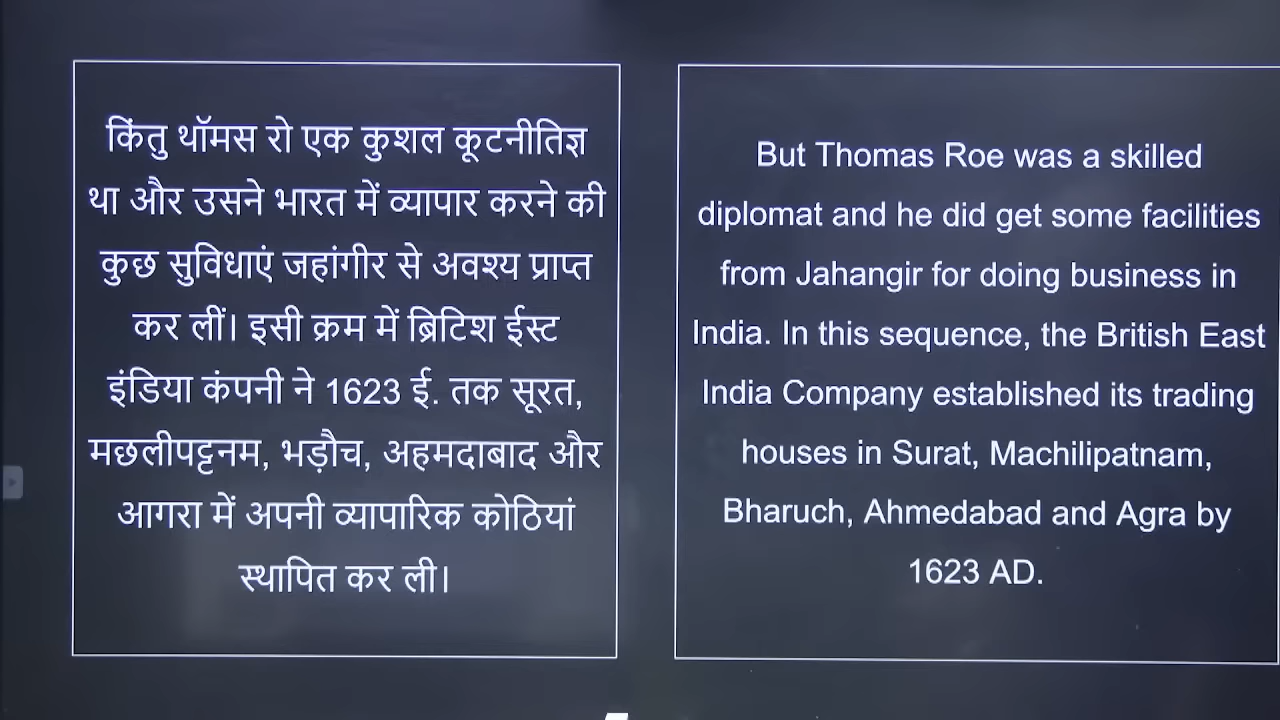 किंतु थॉमस रो एक कुशल कूटनीतिज्ञ
था और उसने भारत में व्यापार करने की
कुछ सुविधाएं जहांगीर से अवश्य प्राप्त
कर लीं। इसी क्रम में ब्रिटिश ईस्ट
इंडिया कंपनी ने 1623 ई. तक सूरत,
मछलीपट्टनम, भड़ौच, अहमदाबाद और
आगरा में अपनी व्यापारिक कोठियां
स्थापित कर ली।
But Thomas Roe was a skilled
diplomat and he did get some facilities
from Jahangir for doing business in
India. In this sequence, the British East
India Company established its trading
houses in Surat, Machilipatnam,
Bharuch, Ahmedabad and Agra by
1623 AD.